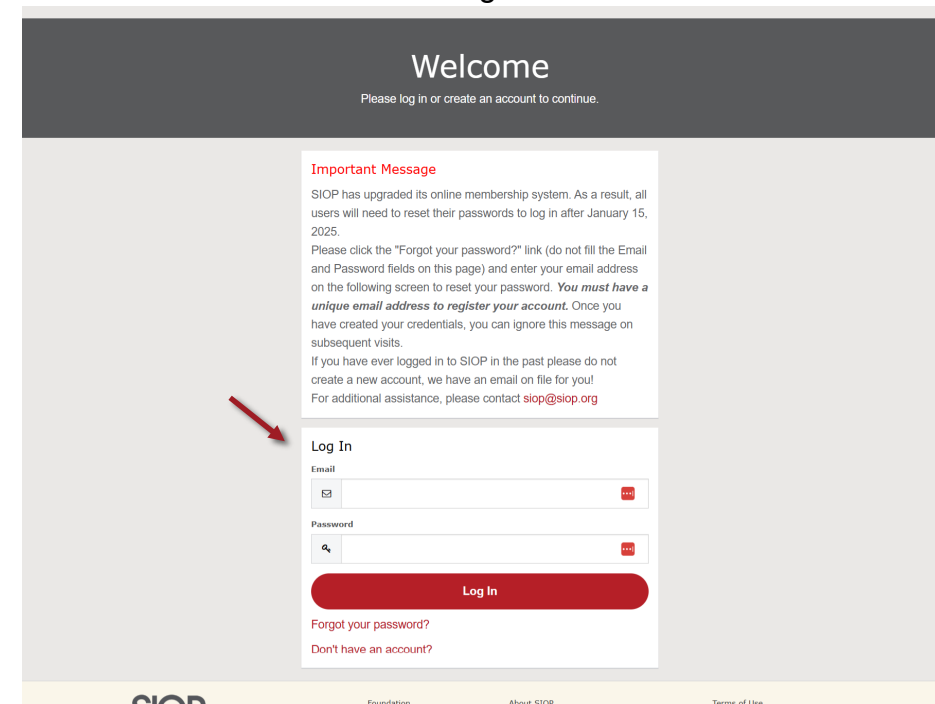 Welcome
Please log in or create an account to continue.
Important Message
SIOP has upgraded its online membership system. As a result, all
users will need to reset their passwords to log in after January 15,
2025.
Please click the "Forgot your password?" link (do not fill the Email
and Password fields on this page) and enter your email address
on the following screen to reset your password. You must have a
unique email address to register your account. Once you
have created your credentials, you can ignore this message on
subsequent visits.
If you have ever logged in to SIOP in the past please do not
create a new account, we have an email on file for you!
For additional assistance, please contact siop@siop.org
Log In
Email
Password
Log In
Forgot your password?
Don't have an account?
SIOP Foundation About SIOP Terms of Use